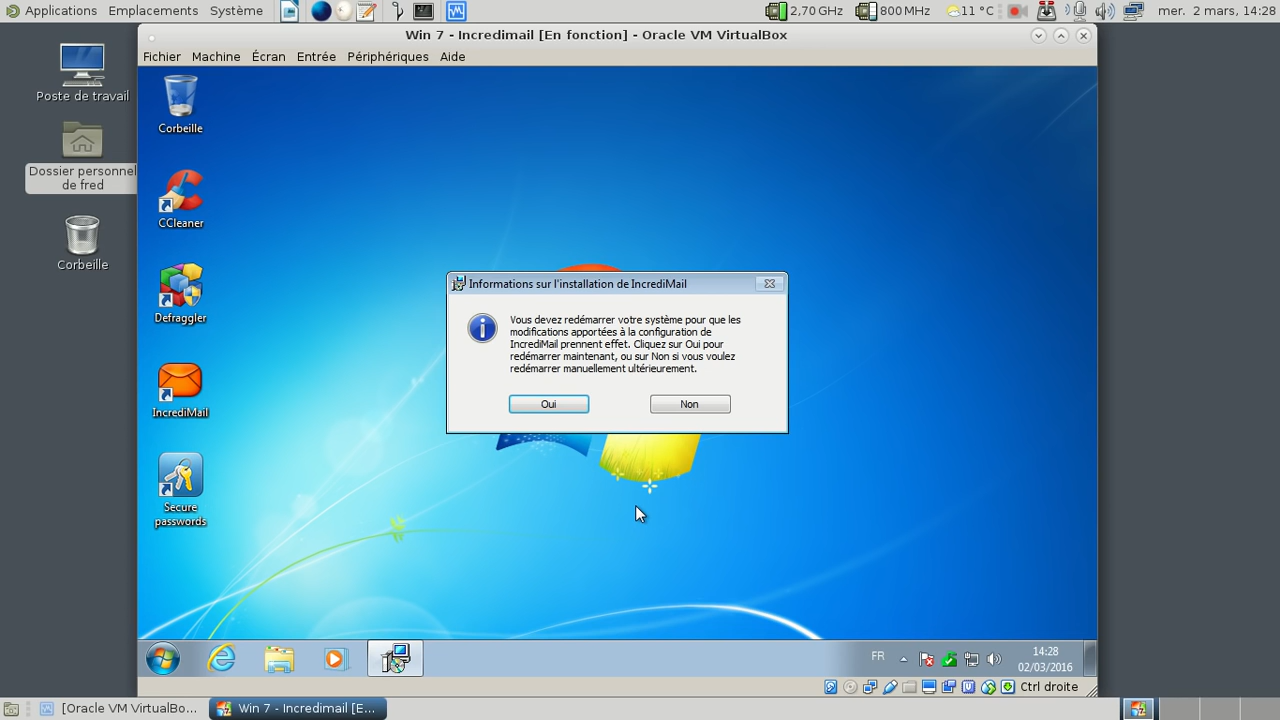 Applications Emplacements Système 2,70 GHz 800 MHz 11 °C mer. 2 mars, 14:28
Win 7 - Incredimail [En fonction] - Oracle VM VirtualBox
Fichier Machine Écran Entrée Périphériques Aide
Poste de travail
Dossier personnel
de fred
Corbeille
Corbeille
CCleaner
Defraggler
IncrediMail
Secure
passwords
Informations sur l'installation de IncrediMail
Vous devez redémarrer votre système pour que les
modifications apportées à la configuration de
IncrediMail prennent effet. Cliquez sur Oui pour
redémarrer maintenant, ou sur Non si vous voulez
redémarrer manuellement ultérieurement.
Oui Non
FR
14:28
02/03/2016
Ctrl droite
[Oracle VM VirtualBo... Win 7 - Incredimail [E...